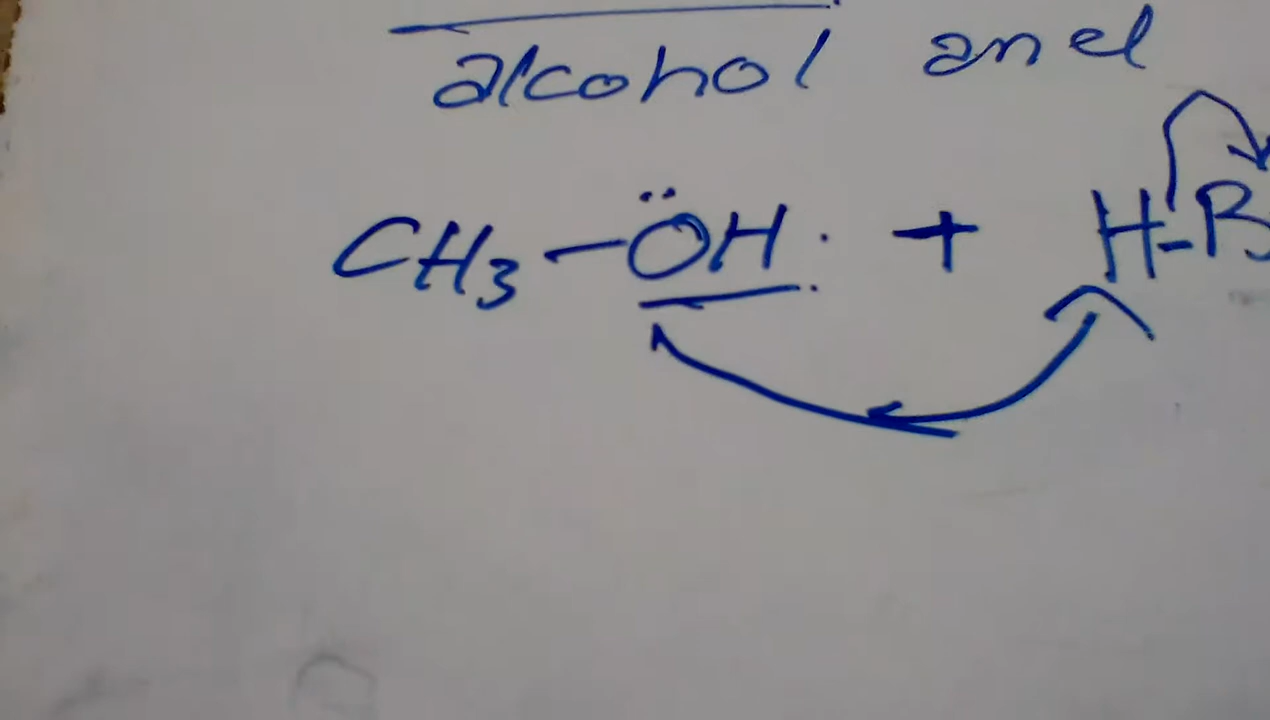 alcohol and
CH₃-ÖH. + H-B